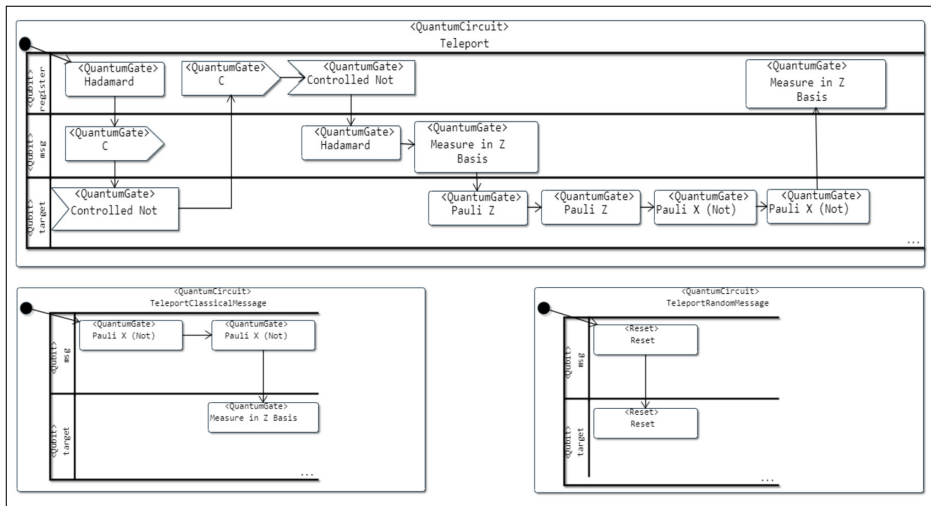 <QuantumCircuit>
Teleport
<Qubit>
register
<QuantumGate>
Hadamard
<QuantumGate>
C
<QuantumGate>
Controlled Not
<QuantumGate>
Measure in Z
Basis
<Qubit>
msg
<QuantumGate>
C
<QuantumGate>
Hadamard
<QuantumGate>
Measure in Z
Basis
<Qubit>
target
<QuantumGate>
Controlled Not
<QuantumGate>
Pauli Z
<QuantumGate>
Pauli Z
<QuantumGate>
Pauli X (Not)
<QuantumGate>
Pauli X (Not)
...
<QuantumCircuit>
TeleportClassicalMessage
<Qubit>
msg
<QuantumGate>
Pauli X (Not)
<QuantumGate>
Pauli X (Not)
<Qubit>
target
<QuantumGate>
Measure in Z Basis
...
<QuantumCircuit>
TeleportRandomMessage
<Qubit>
msg
<Reset>
Reset
<Qubit>
target
<Reset>
Reset
...